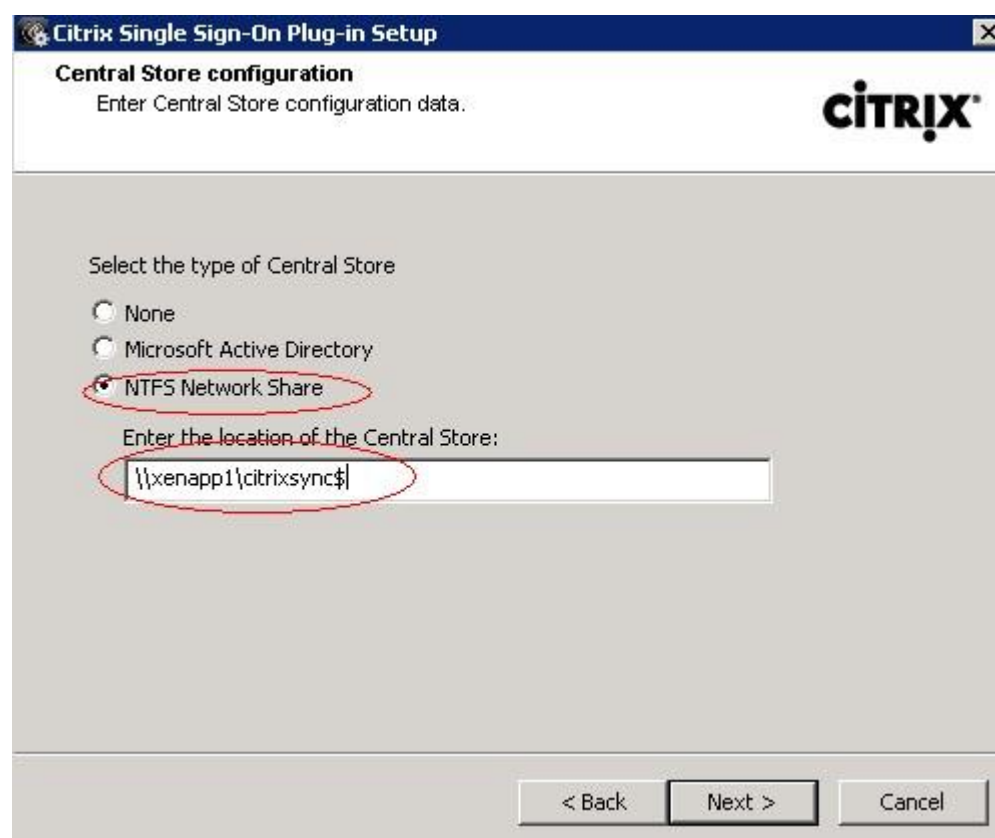 Citrix Single Sign-On Plug-in Setup
Central Store configuration
Enter Central Store configuration data.
CITRIX
Select the type of Central Store
None
Microsoft Active Directory
NTFS Network Share
Enter the location of the Central Store:
\\xenapp1\citrixsync$
< Back
Next >
Cancel